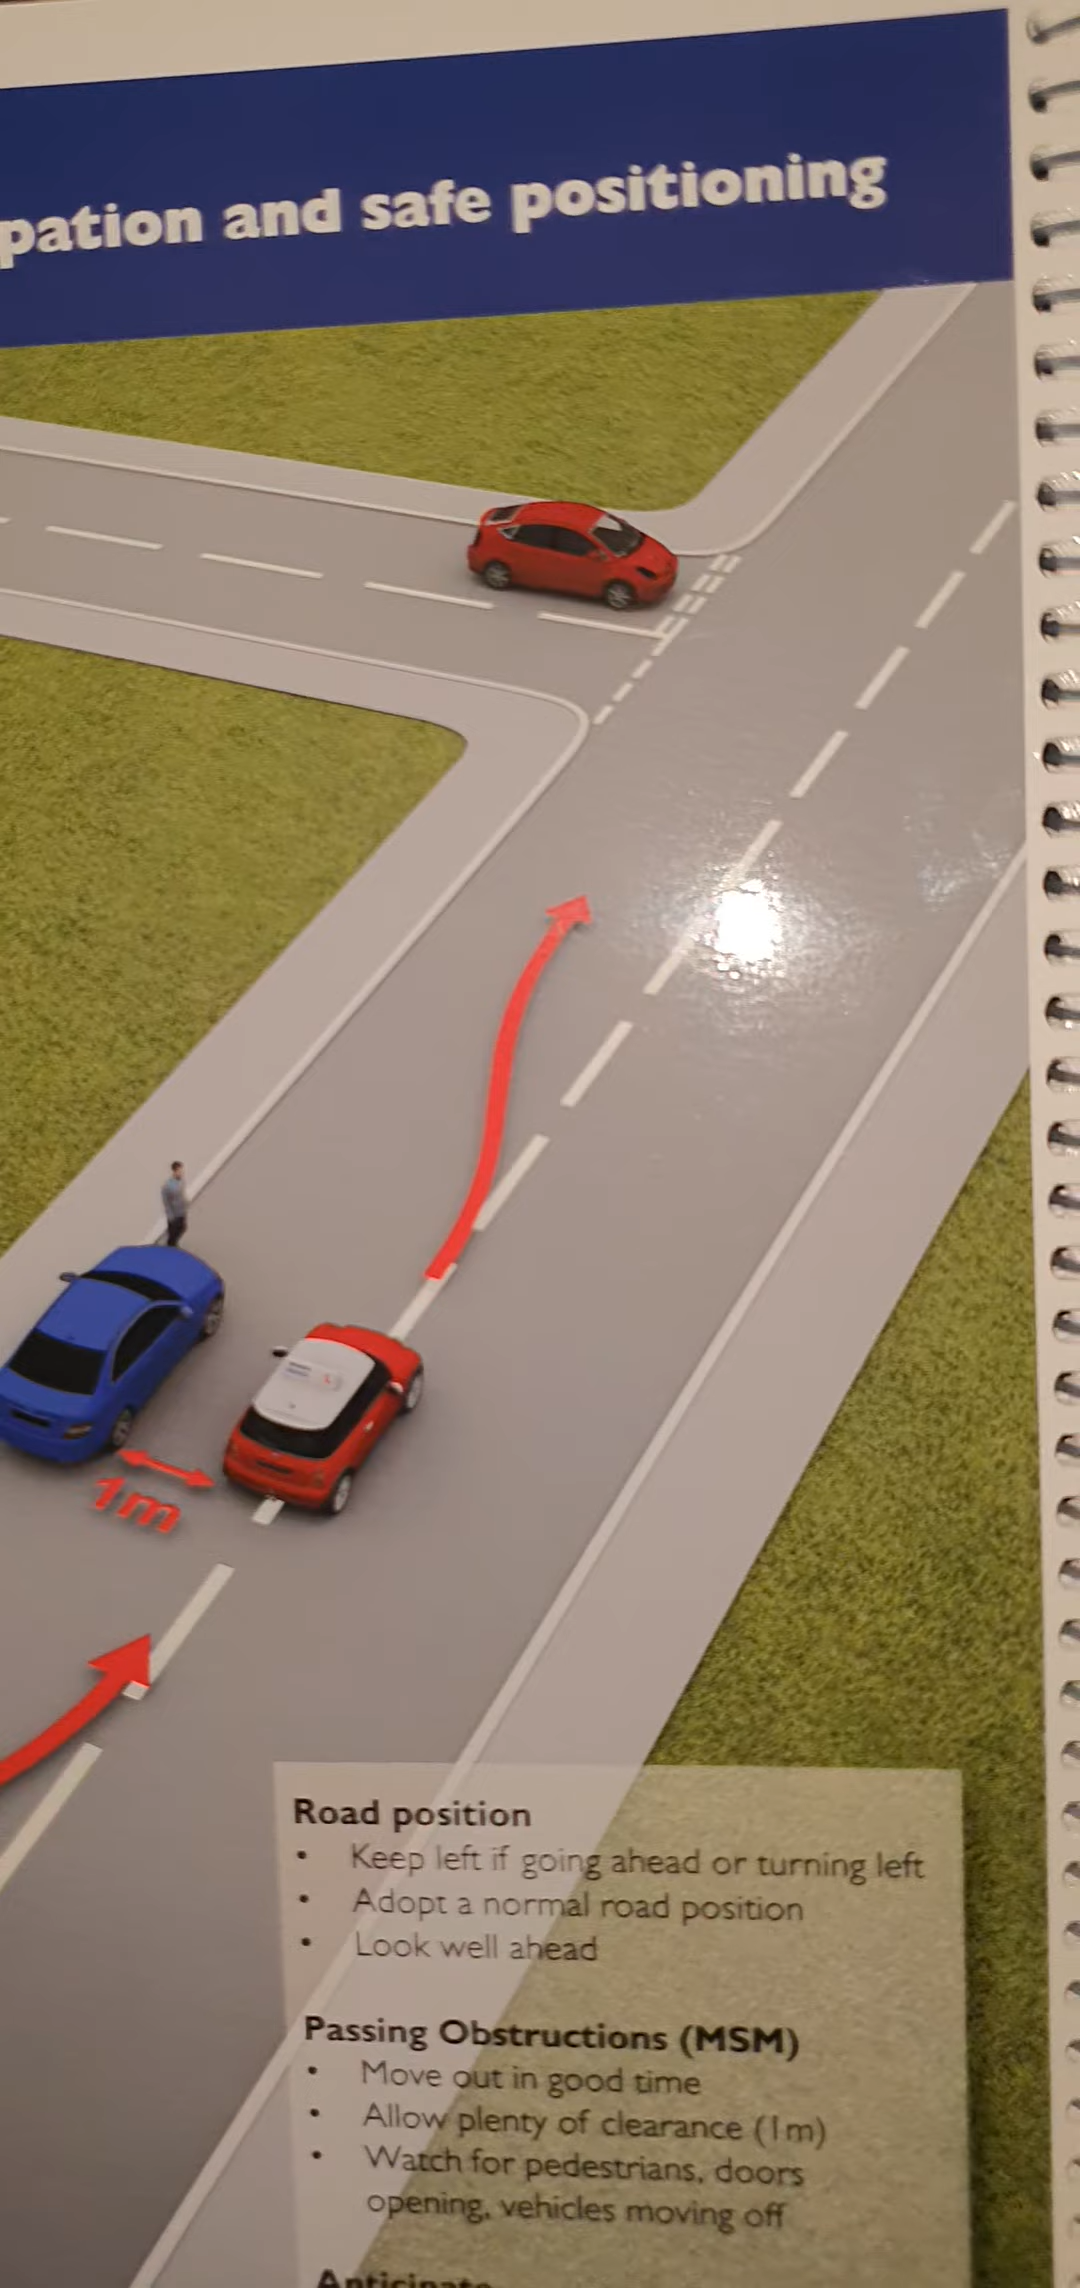 pation and safe positioning
1m
Road position
• Keep left if going ahead or turning left
• Adopt a normal road position
• Look well ahead
Passing Obstructions (MSM)
• Move out in good time
• Allow plenty of clearance (1m)
• Watch for pedestrians, doors
opening, vehicles moving off
Anticipate